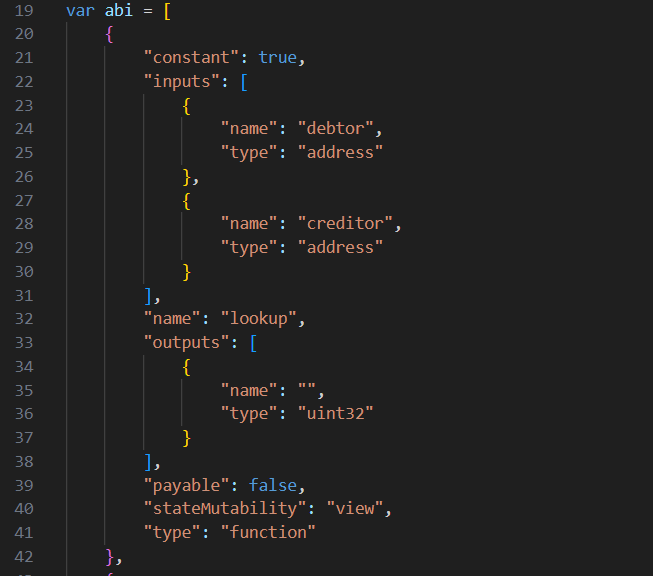 19 var abi = [
20     {
21         "constant": true,
22         "inputs": [
23             {
24                 "name": "debtor",
25                 "type": "address"
26             },
27             {
28                 "name": "creditor",
29                 "type": "address"
30             }
31         ],
32         "name": "lookup",
33         "outputs": [
34             {
35                 "name": "",
36                 "type": "uint32"
37             }
38         ],
39         "payable": false,
40         "stateMutability": "view",
41         "type": "function"
42     },